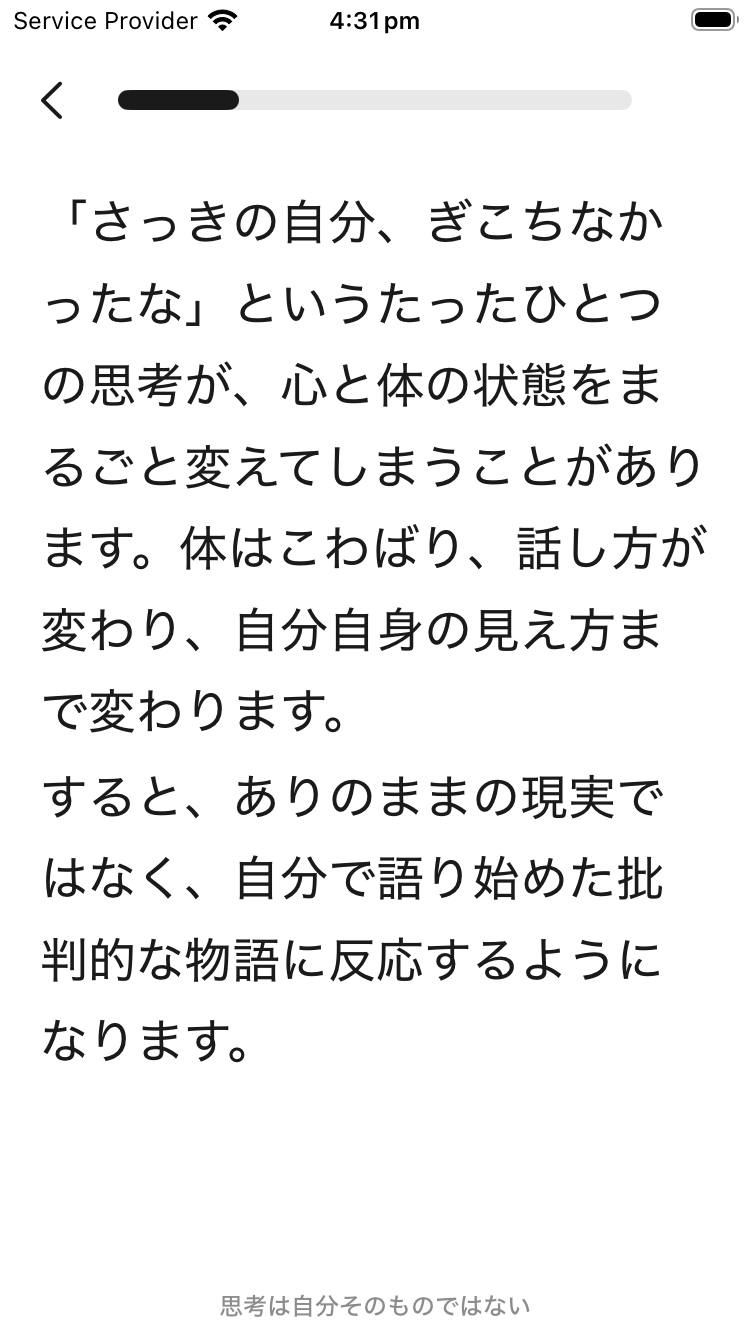 Service Provider 4:31pm
「さっきの自分、ぎこちなか
ったな」というたったひとつ
の思考が、心と体の状態をま
るごと変えてしまうことがあり
ます。体はこわばり、話し方が
変わり、自分自身の見え方ま
で変わります。
すると、ありのままの現実で
はなく、自分で語り始めた批
判的な物語に反応するように
なります。
思考は自分そのものではない